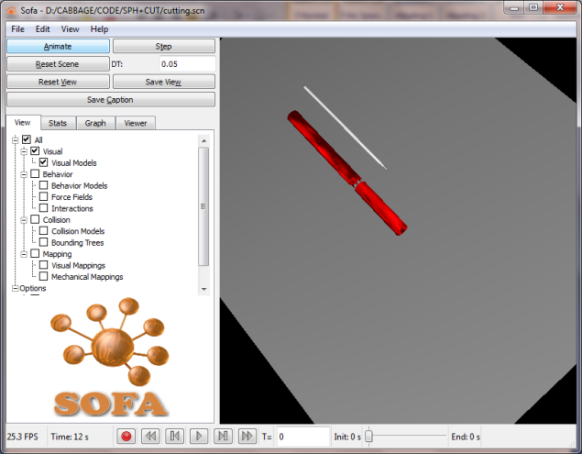 Sofa - D:/CABBAGE/CODE/SPH+CUT/cutting.scn
File Edit View Help
Animate Step
Reset Scene DT: 0.05
Reset View Save View
Save Caption
View Stats Graph Viewer
All
Visual
Visual Models
Behavior
Behavior Models
Force Fields
Interactions
Collision
Collision Models
Bounding Trees
Mapping
Visual Mappings
Mechanical Mappings
Options
SOFA
25.3 FPS Time: 12 s T= 0 Init: 0 s End: 0 s